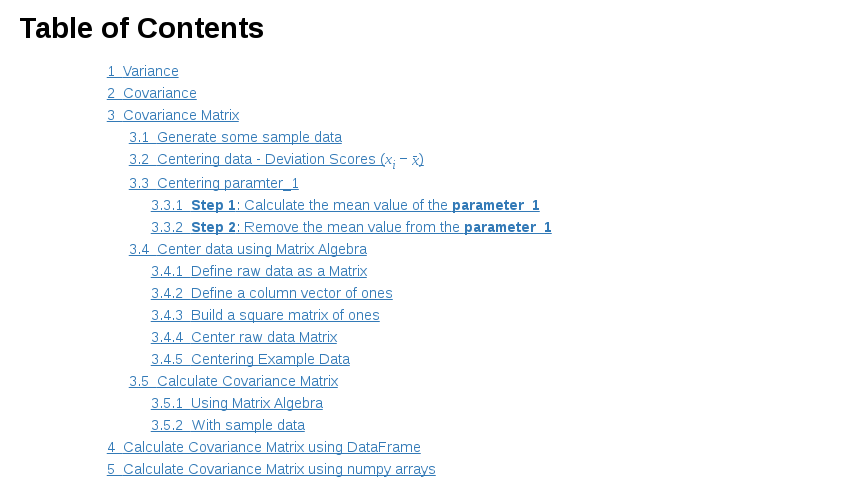 Table of Contents
1 Variance
2 Covariance
3 Covariance Matrix
3.1 Generate some sample data
3.2 Centering data - Deviation Scores (xᵢ − x̄)
3.3 Centering paramter_1
3.3.1 Step 1: Calculate the mean value of the parameter_1
3.3.2 Step 2: Remove the mean value from the parameter_1
3.4 Center data using Matrix Algebra
3.4.1 Define raw data as a Matrix
3.4.2 Define a column vector of ones
3.4.3 Build a square matrix of ones
3.4.4 Center raw data Matrix
3.4.5 Centering Example Data
3.5 Calculate Covariance Matrix
3.5.1 Using Matrix Algebra
3.5.2 With sample data
4 Calculate Covariance Matrix using DataFrame
5 Calculate Covariance Matrix using numpy arrays